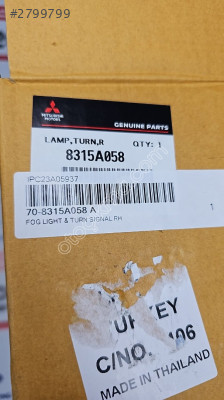 #2799799
MITSUBISHI
MOTORS
GENUINE PARTS
LAMP,TURN,R QTY: 1
8315A058
IPC23A05937
70-8315A058 A
FOG LIGHT & TURN SIGNAL RH
1
C/NO.
MADE IN THAILAND